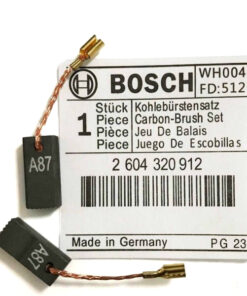 BOSCH
WH004
FD:512
1
Stück Kohlebürstensatz
Piece Carbon-Brush Set
Pièce Jeu De Balais
Pieza Juego De Escobillas
2 604 320 912
Made in Germany
PG 23
A87
A87